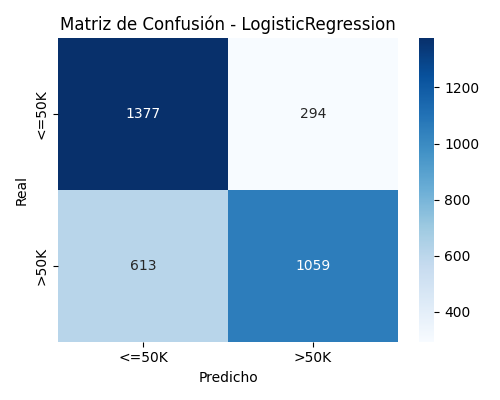 Matriz de Confusión - LogisticRegression
Real
<=50K
1377
294
>50K
613
1059
<=50K
>50K
Predicho
1200
1000
800
600
400